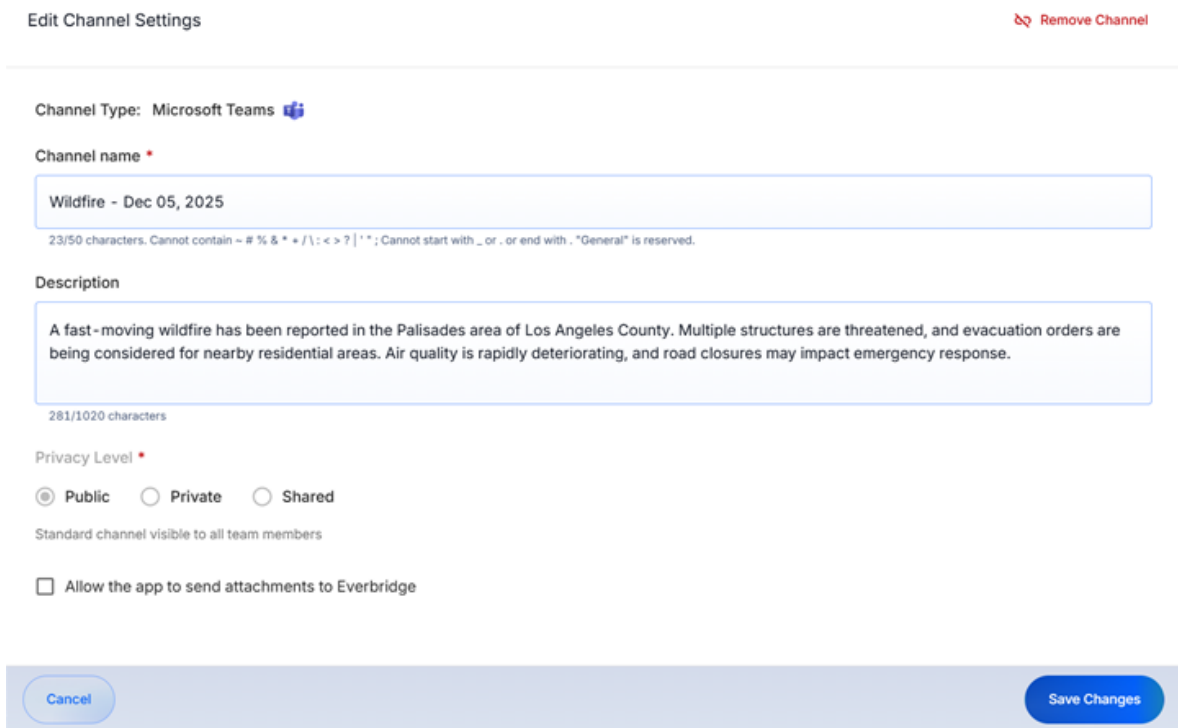 Edit Channel Settings
Remove Channel
Channel Type: Microsoft Teams
Channel name *
Wildfire - Dec 05, 2025
23/50 characters. Cannot contain ~ # % & * + / \ : < > ? | ' " ; Cannot start with _ or . or end with . "General" is reserved.
Description
A fast-moving wildfire has been reported in the Palisades area of Los Angeles County. Multiple structures are threatened, and evacuation orders are
being considered for nearby residential areas. Air quality is rapidly deteriorating, and road closures may impact emergency response.
281/1020 characters
Privacy Level *
Public Private Shared
Standard channel visible to all team members
Allow the app to send attachments to Everbridge
Cancel
Save Changes